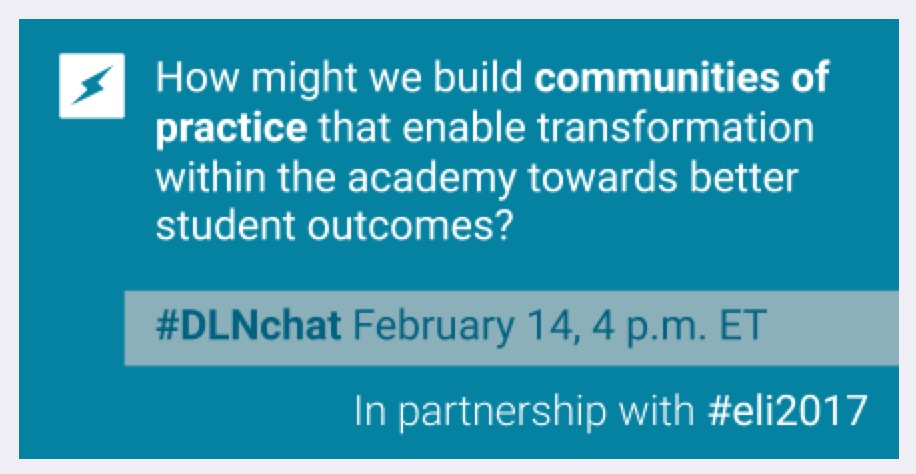 How might we build communities of
practice that enable transformation
within the academy towards better
student outcomes?
#DLNchat February 14, 4 p.m. ET
In partnership with #eli2017